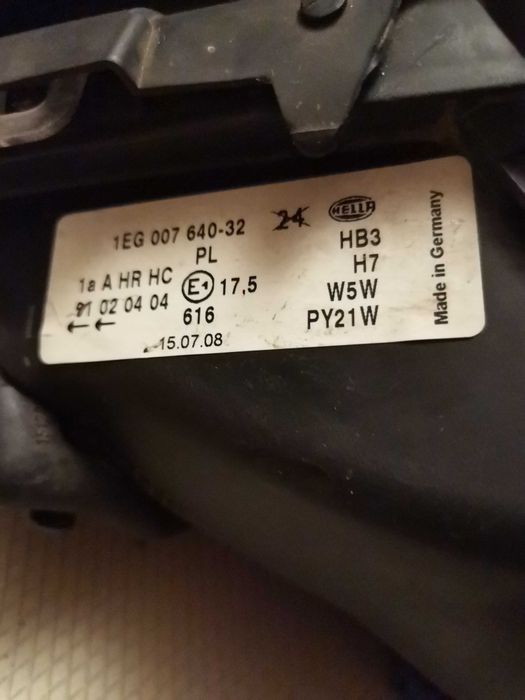 1EG 007 640-32
24
HELLA
PL
HB3
1a A HR HC
H7
01 02 04 04
E1
17,5
W5W
616
PY21W
15.07.08
Made in Germany